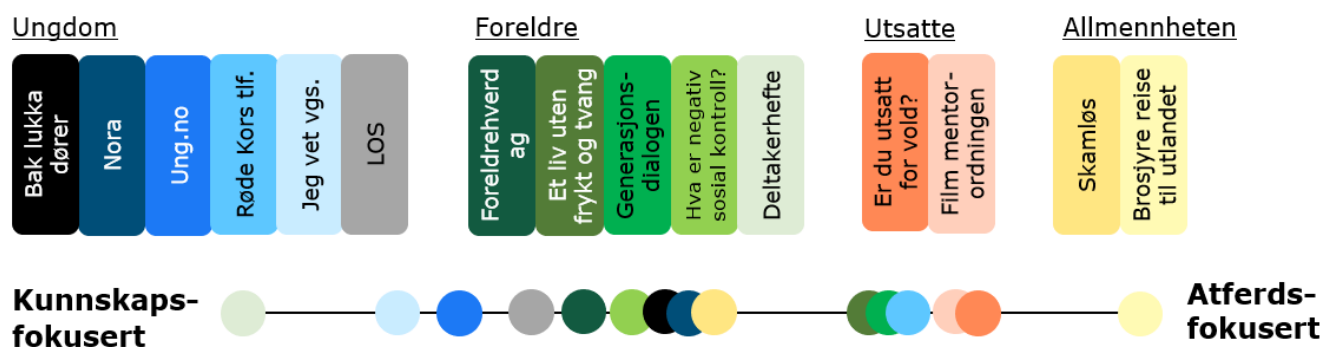 Ungdom
Foreldre
Utsatte
Allmennheten
Bak lukka
dører
Nora
Ung.no
Røde Kors tlf.
Jeg vet vgs.
LOS
Foreldrehverd
ag
Et liv uten
frykt og tvang
Generasjons-
dialogen
Hva er negativ
sosial kontroll?
Deltakerhefte
Er du utsatt
for vold?
Film mentor-
ordningen
Skamløs
Brosjyre reise
til utlandet
Kunnskaps-
fokusert
Atferds-
fokusert